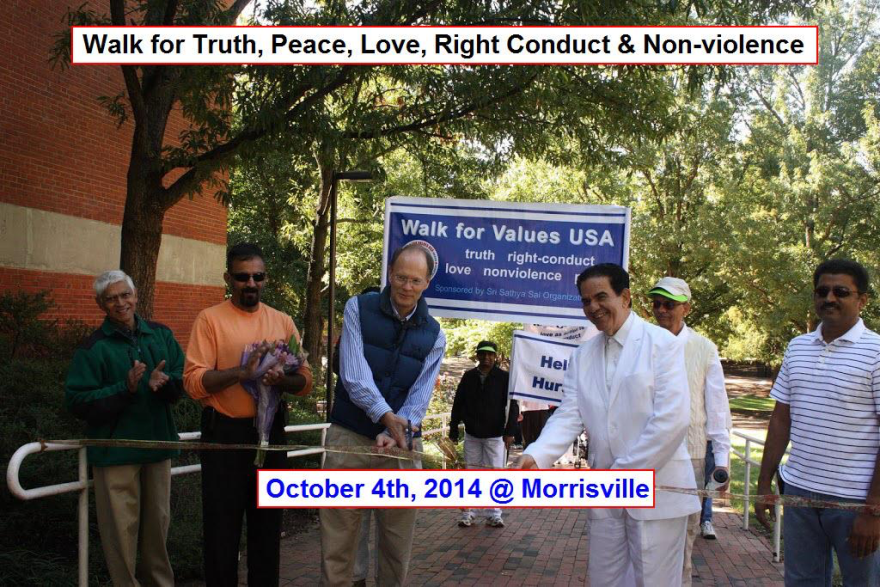 Walk for Truth, Peace, Love, Right Conduct & Non-violence
Walk for Values USA
truth right-conduct
love nonviolence
Sponsored by Sri Sathya Sai
October 4th, 2014 @ Morrisville